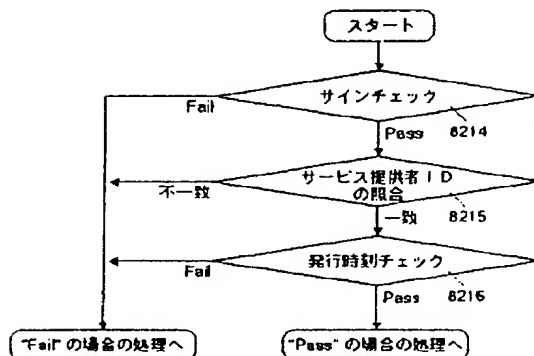 スタート
サインチェック
Fail
8214
Pass
サービス提供者ＩＤ
の照合
不一致
8215
一致
発行時刻チェック
Fail
8216
Pass
"Fail" の場合の処理へ
"Pass" の場合の処理へ